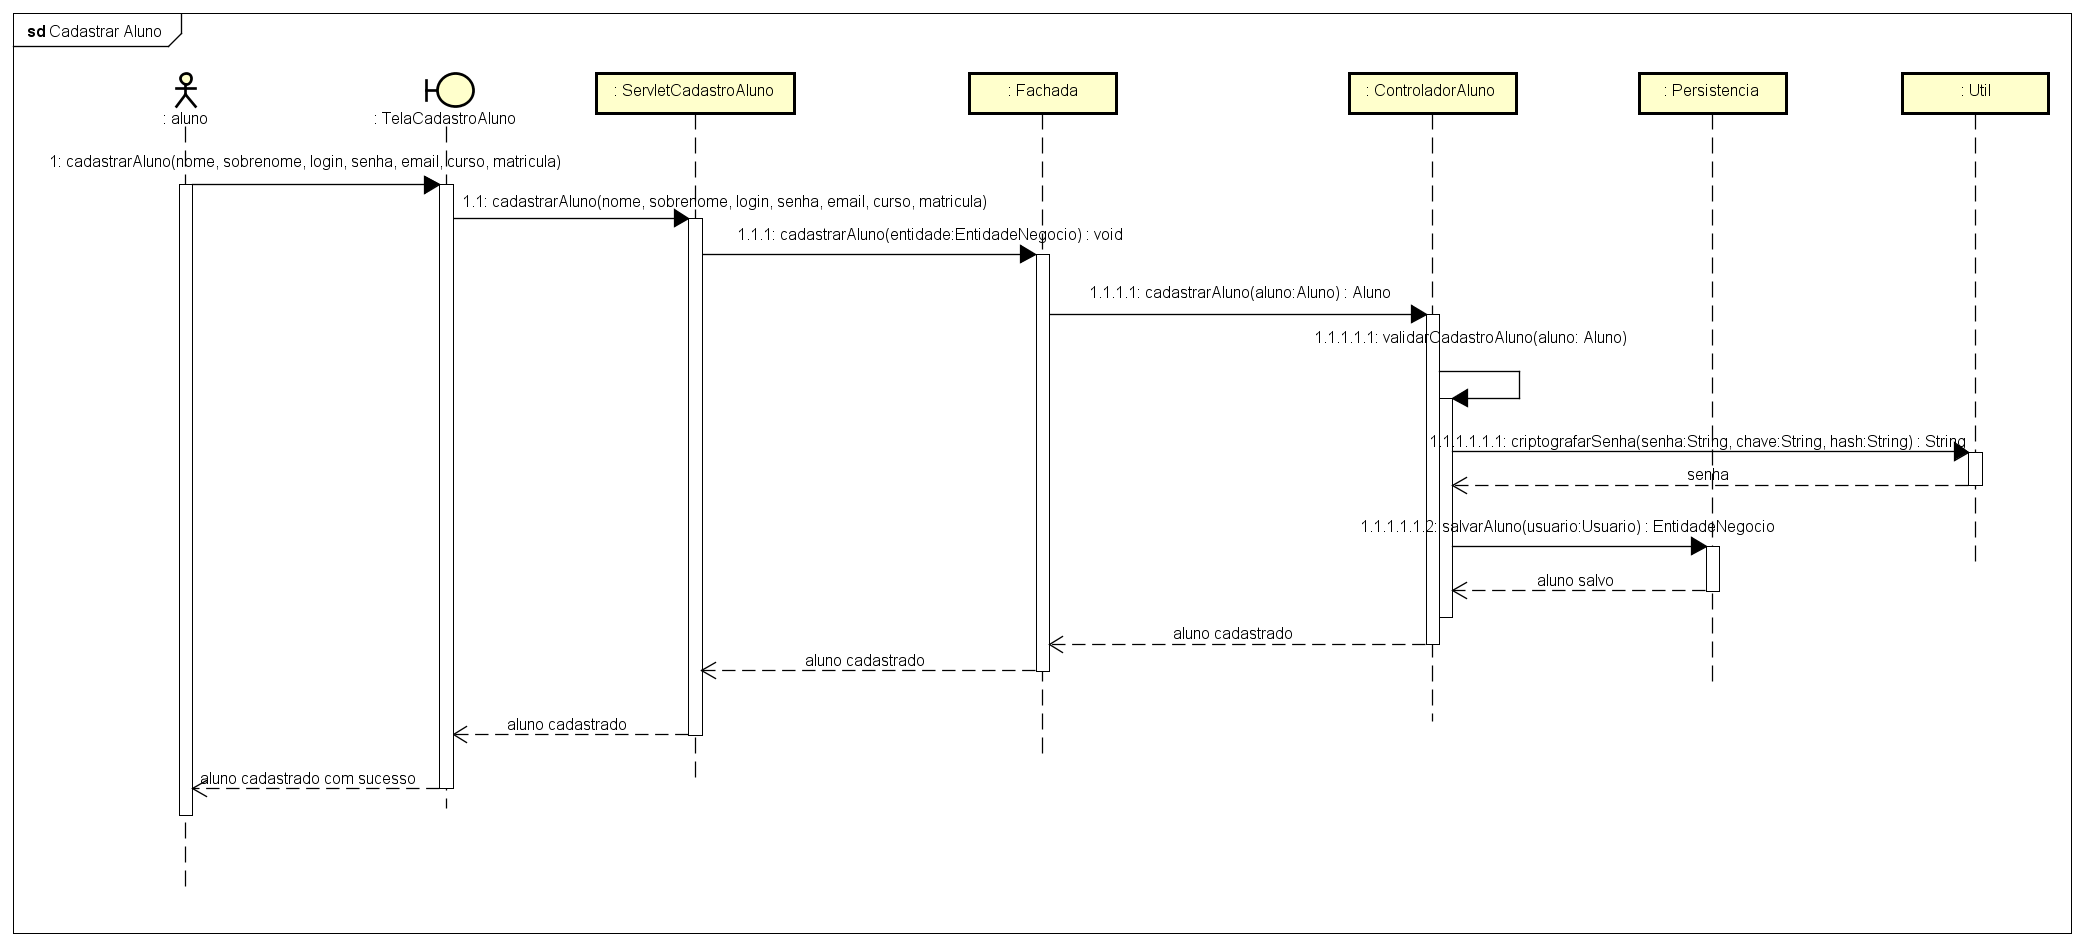 sd Cadastrar Aluno
: aluno
: TelaCadastroAluno
: ServletCadastroAluno
: Fachada
: ControladorAluno
: Persistencia
: Util
1: cadastrarAluno(nome, sobrenome, login, senha, email, curso, matricula)
1.1: cadastrarAluno(nome, sobrenome, login, senha, email, curso, matricula)
1.1.1: cadastrarAluno(entidade:EntidadeNegocio) : void
1.1.1.1: cadastrarAluno(aluno:Aluno) : Aluno
1.1.1.1.1: validarCadastroAluno(aluno: Aluno)
1.1.1.1.1.1: criptografarSenha(senha:String, chave:String, hash:String) : String
senha
1.1.1.1.1.2: salvarAluno(usuario:Usuario) : EntidadeNegocio
aluno salvo
aluno cadastrado
aluno cadastrado
aluno cadastrado
aluno cadastrado com sucesso